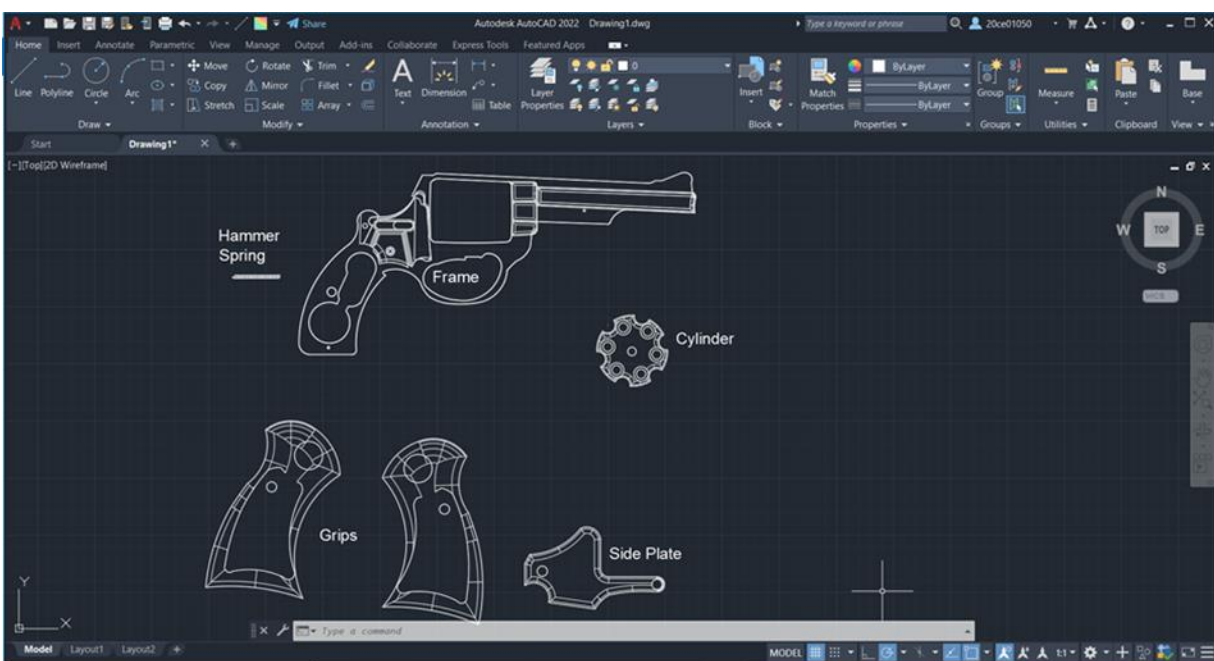 Share
Autodesk AutoCAD 2022 Drawing1.dwg
Type a keyword or phrase
20ce01050
Home Insert Annotate Parametric View Manage Output Add-ins Collaborate Express Tools Featured Apps
Line Polyline Circle Arc
Move Rotate Trim
Copy Mirror Fillet
Stretch Scale Array
Text Dimension
Table
Layer
Properties
0
Insert
Match
Properties
ByLayer
ByLayer
ByLayer
Group
Measure
Paste
Base
Draw Modify Annotation Layers Block Properties Groups Utilities Clipboard View
Start Drawing1*
[-][Top][2D Wireframe]
N
W TOP E
S
Hammer
Spring
Frame
Cylinder
Grips
Side Plate
Y
X
Type a command
Model Layout1 Layout2
MODEL
1:1